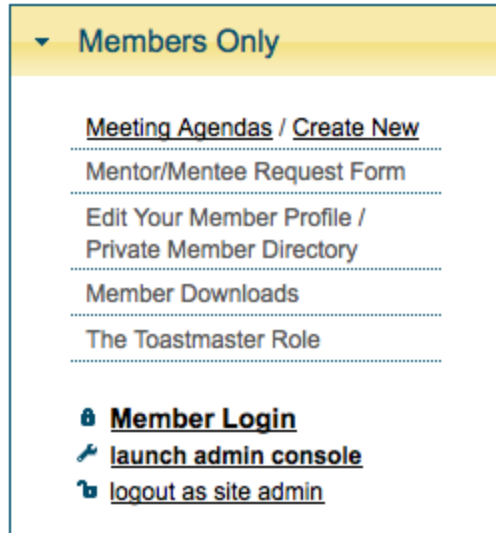 Members Only
Meeting Agendas / Create New
Mentor/Mentee Request Form
Edit Your Member Profile /
Private Member Directory
Member Downloads
The Toastmaster Role
Member Login
launch admin console
logout as site admin